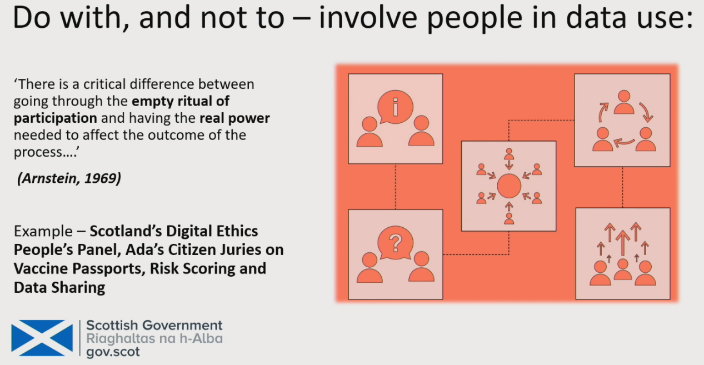 Do with, and not to – involve people in data use:
‘There is a critical difference between
going through the empty ritual of
participation and having the real power
needed to affect the outcome of the
process….’
(Arnstein, 1969)
Example – Scotland’s Digital Ethics
People’s Panel, Ada’s Citizen Juries on
Vaccine Passports, Risk Scoring and
Data Sharing
i
?
Scottish Government
Riaghaltas na h-Alba
gov.scot